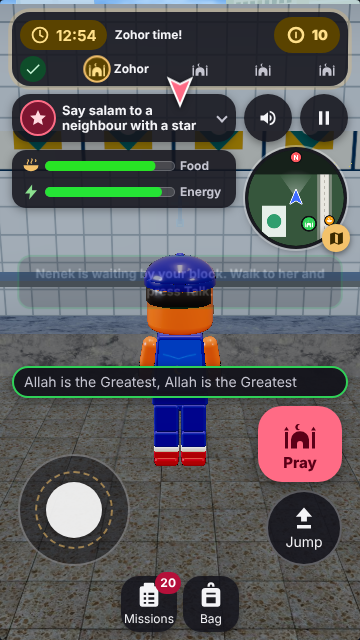 12:54
Zohor time!
10
Zohor
Say salam to a
neighbour with a star
Food
Energy
N
Nenek is waiting by your block. Walk to her and
press Talk
Allah is the Greatest, Allah is the Greatest
Pray
Jump
20
Missions
Bag